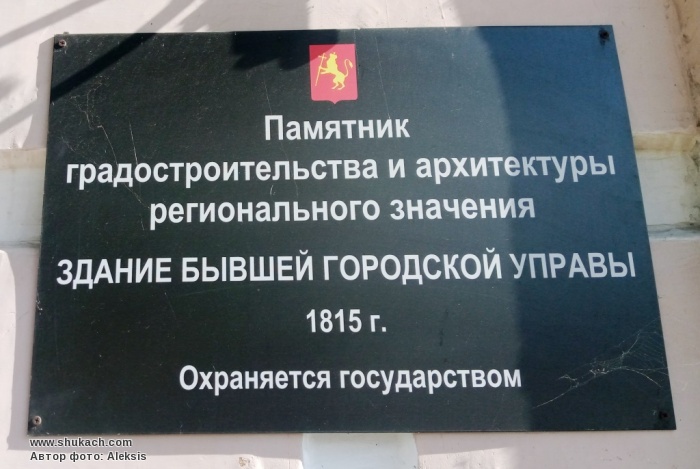 Памятник
градостроительства и архитектуры
регионального значения
ЗДАНИЕ БЫВШЕЙ ГОРОДСКОЙ УПРАВЫ
1815 г.
Охраняется государством
www.shukach.com
Автор фото: Aleksis